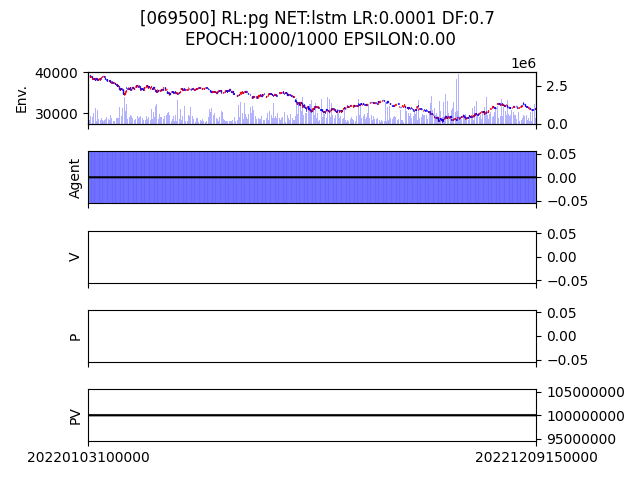 [069500] RL:pg NET:lstm LR:0.0001 DF:0.7
EPOCH:1000/1000 EPSILON:0.00
1e6
40000
30000
Env.
2.5
0.0
Agent
0.05
0.00
−0.05
V
0.05
0.00
−0.05
P
0.05
0.00
−0.05
PV
105000000
100000000
95000000
20220103100000
20221209150000